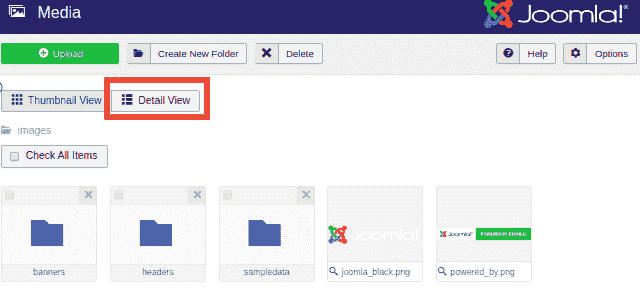 Media
Joomla!®
Upload
Create New Folder
Delete
Help
Options
Thumbnail View
Detail View
images
Check All Items
Joomla!
POWERED BY JOOMLA!
banners
headers
sampledata
joomla_black.png
powered_by.png